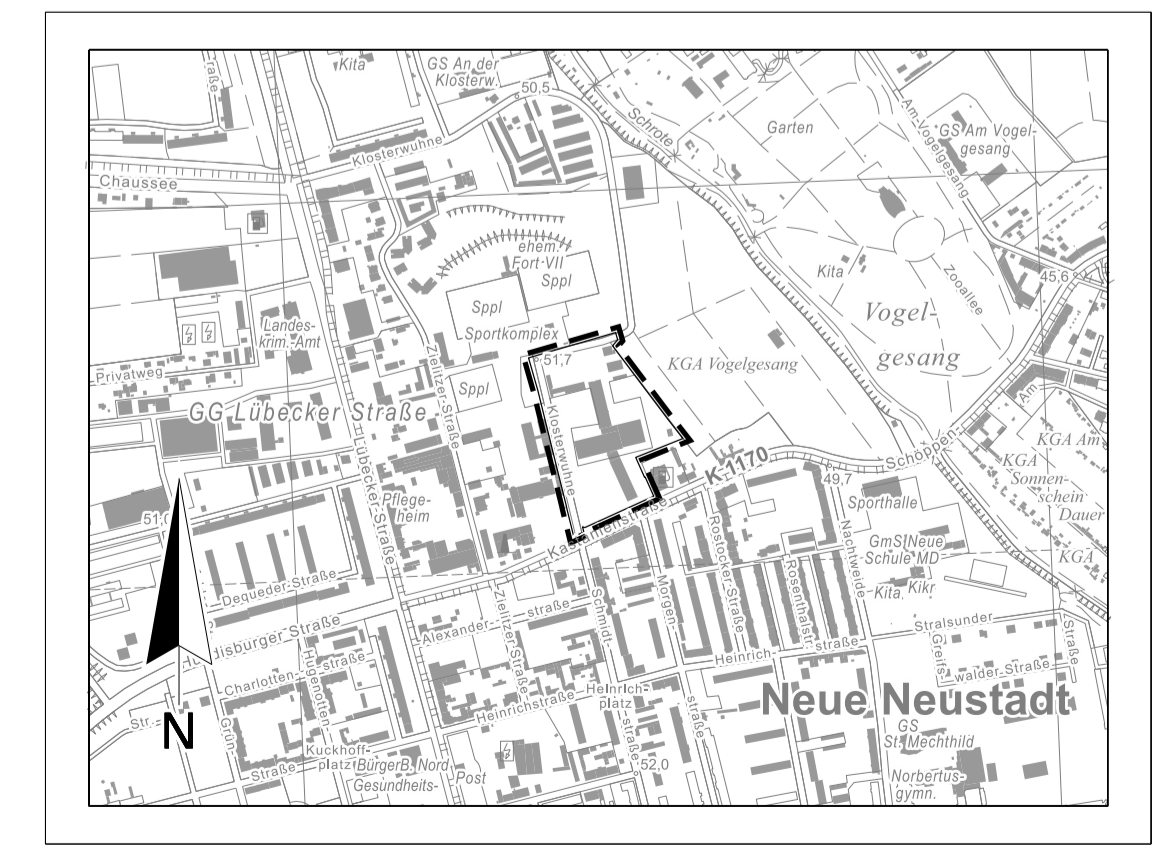 Kita
GS An der
Klosterw.
50,5
raße
Schrote
Garten
Am-Vogelgesang
GS Am Vogel-
gesang
Klosterwuhne
Chaussee
ehem.
Fort-VII
Sppl
Sppl
Kita
Zooallee
45,6
Landes-
krim. Amt
Sportkomplex
Vogel-
gesang
51,7
KGA Vogelgesang
Privatweg
Zielitzer-Straße
Sppl
Am
GG Lübecker Straße
Klosterwuhne
Lübecker-Straße
K-1170
Schöppen-
KGA Am
Sonnen-
schein
KGA
Dauer
49,7
Sporthalle
Pflege-
heim
Kastanienstraße
Rostocker-Straße
Nachtweide
GmS Neue
Schule MD
KGA
Kita
Kikr
Dequeder-Straße
Zielitzer-Straße
Schmidt-
Morgen-
Rosenthalstr.
Alexander-
straße
Stralsunder
Straße
Greifs-
walder-Straße
Heinrich-
straße
Hugenotten-
Charlotten-
straße
Heinrich-
platz
straße
straße
Heinrichstraße
Neue Neustadt
Str.
Grün-
N
Kuckhoff-
platz
Straße
BürgerB. Nord
Gesundheits-
Post
52,0
GS
St. Mechthild
Norbertus-
gymn.